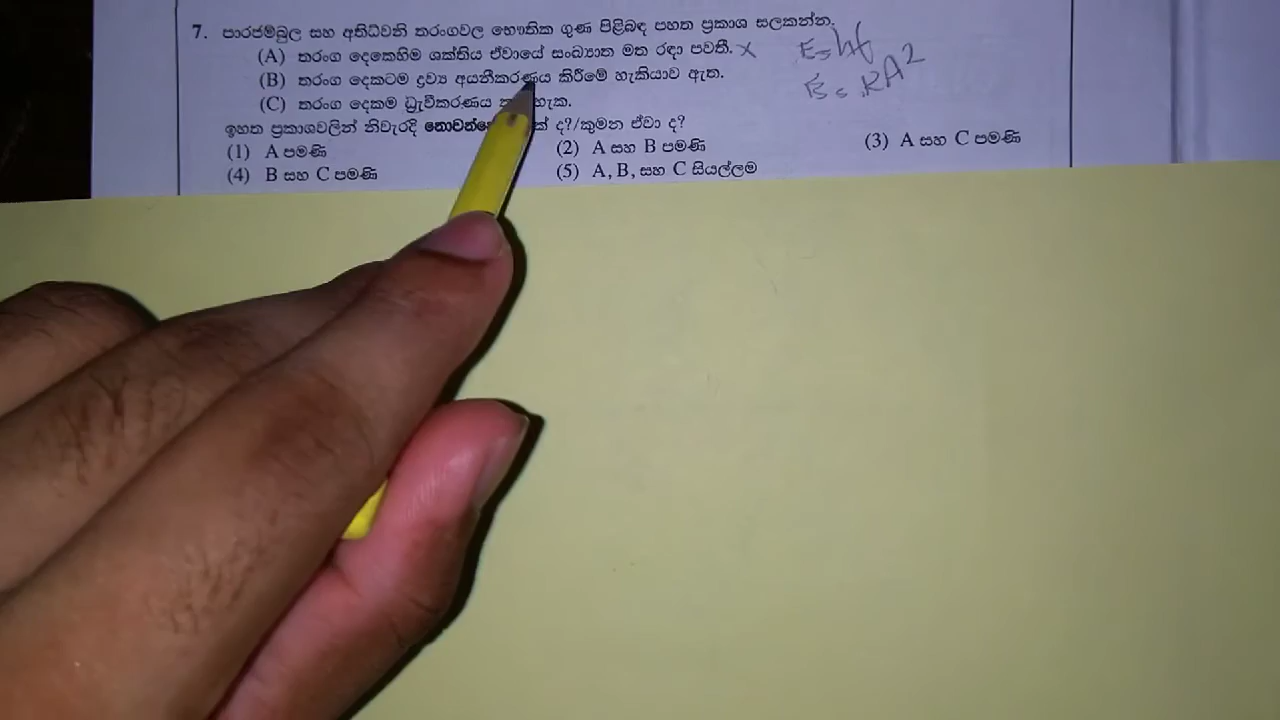 7. පාරජම්බුල සහ අතිධ්වනි තරංගවල භෞතික ගුණ පිළිබඳ පහත ප්‍රකාශ සලකන්න.
(A) තරංග දෙකෙහිම ශක්තිය ඒවායේ සංඛ්‍යාත මත රඳා පවතී. X E=hf
(B) තරංග දෙකටම ද්‍රව්‍ය අයනීකරණය කිරීමේ හැකියාව ඇත. E = KA2
(C) තරංග දෙකම ධ්‍රැවීකරණය හැක.
ඉහත ප්‍රකාශවලින් නිවැරදි ද?/කුමන ඒවා ද?
(1) A පමණි (2) A සහ B පමණි (3) A සහ C පමණි
(4) B සහ C පමණි (5) A, B, සහ C සියල්ලම